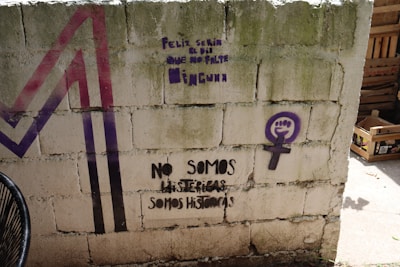 FELIZ SERÍA
EL DÍA
QUE NO FALTE
NINGUNA
NO SOMOS
HISTÉRICAS
SOMOS HISTÓRICAS